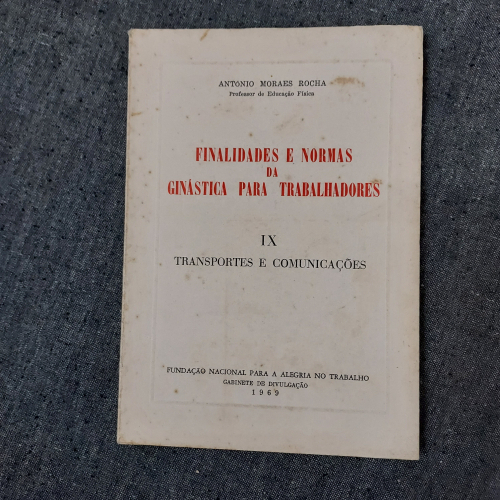 ANTÓNIO MORAES ROCHA
Professor de Educação Física
FINALIDADES E NORMAS
DA
GINÁSTICA PARA TRABALHADORES
IX
TRANSPORTES E COMUNICAÇÕES
FUNDAÇÃO NACIONAL PARA A ALEGRIA NO TRABALHO
GABINETE DE DIVULGAÇÃO
1969